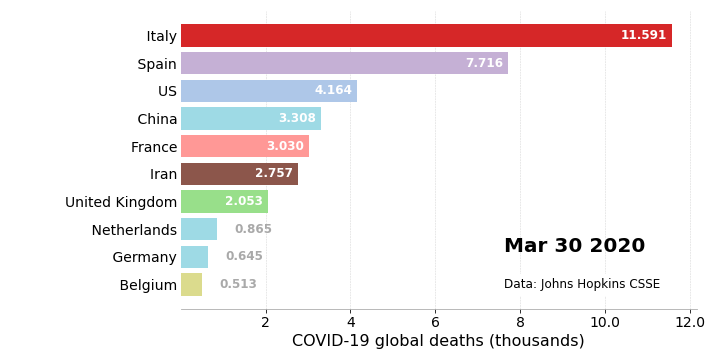 Italy 11.591
Spain 7.716
US 4.164
China 3.308
France 3.030
Iran 2.757
United Kingdom 2.053
Netherlands 0.865
Germany 0.645
Belgium 0.513
Mar 30 2020
Data: Johns Hopkins CSSE
2 4 6 8 10.0 12.0
COVID-19 global deaths (thousands)